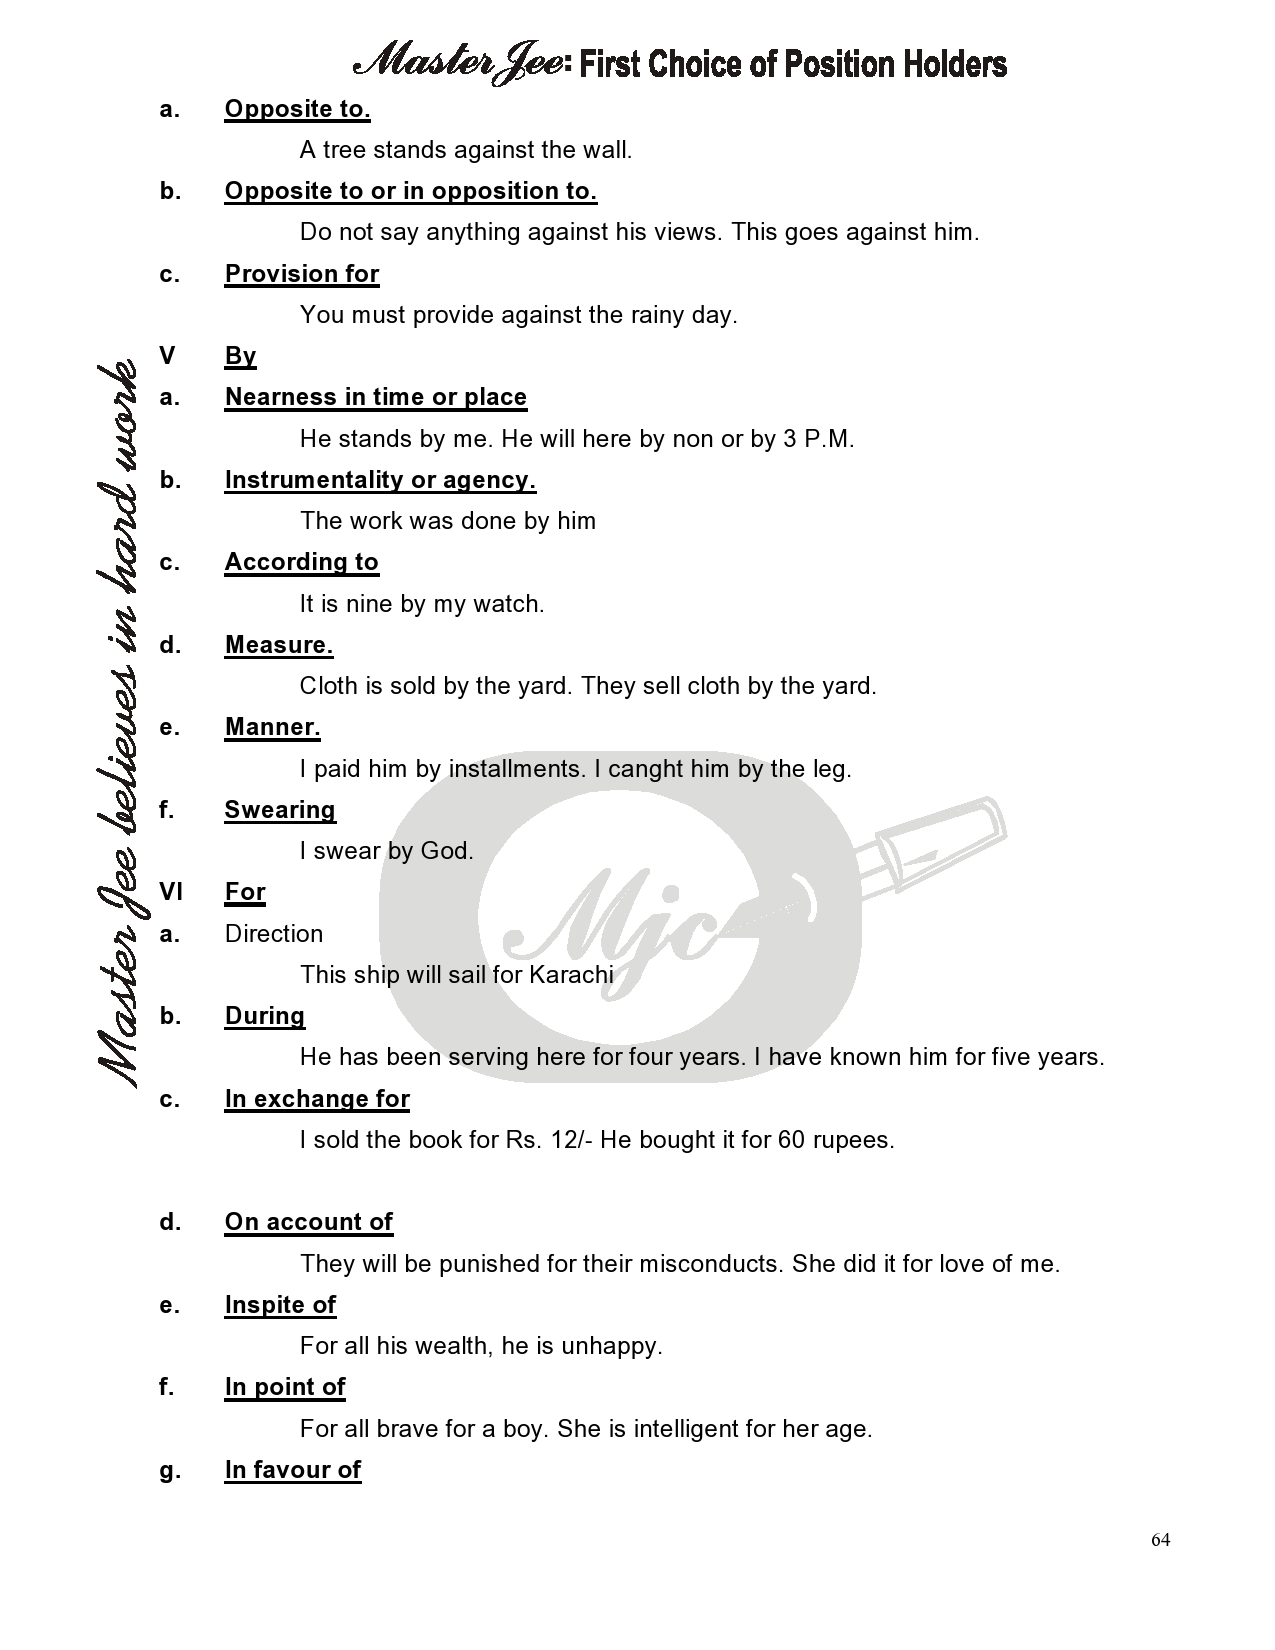 Master Jee: First Choice of Position Holders
a. Opposite to.
A tree stands against the wall.
b. Opposite to or in opposition to.
Do not say anything against his views. This goes against him.
c. Provision for
You must provide against the rainy day.
V By
a. Nearness in time or place
He stands by me. He will here by non or by 3 P.M.
b. Instrumentality or agency.
The work was done by him
c. According to
It is nine by my watch.
d. Measure.
Cloth is sold by the yard. They sell cloth by the yard.
e. Manner.
I paid him by installments. I canght him by the leg.
f. Swearing
I swear by God.
VI For
a. Direction
This ship will sail for Karachi
b. During
He has been serving here for four years. I have known him for five years.
c. In exchange for
I sold the book for Rs. 12/- He bought it for 60 rupees.
d. On account of
They will be punished for their misconducts. She did it for love of me.
e. Inspite of
For all his wealth, he is unhappy.
f. In point of
For all brave for a boy. She is intelligent for her age.
g. In favour of
64
Master Jee believes in hard work
Mjc